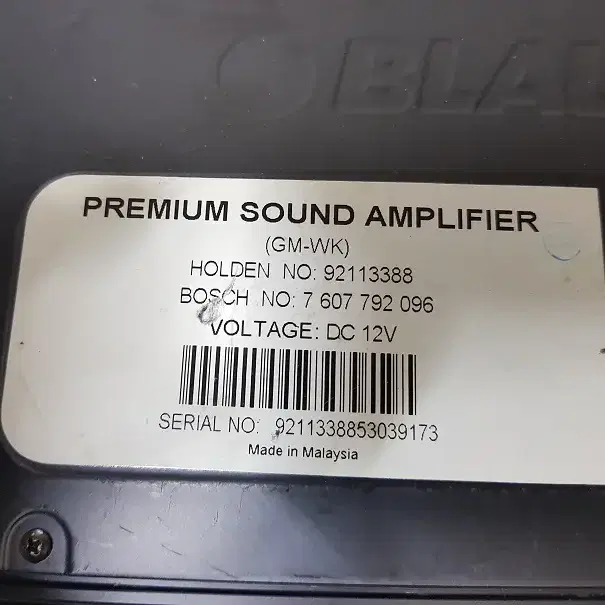 BLAU
PREMIUM SOUND AMPLIFIER
(GM-WK)
HOLDEN NO: 92113388
BOSCH NO: 7 607 792 096
VOLTAGE: DC 12V
SERIAL NO: 9211338853039173
Made in Malaysia